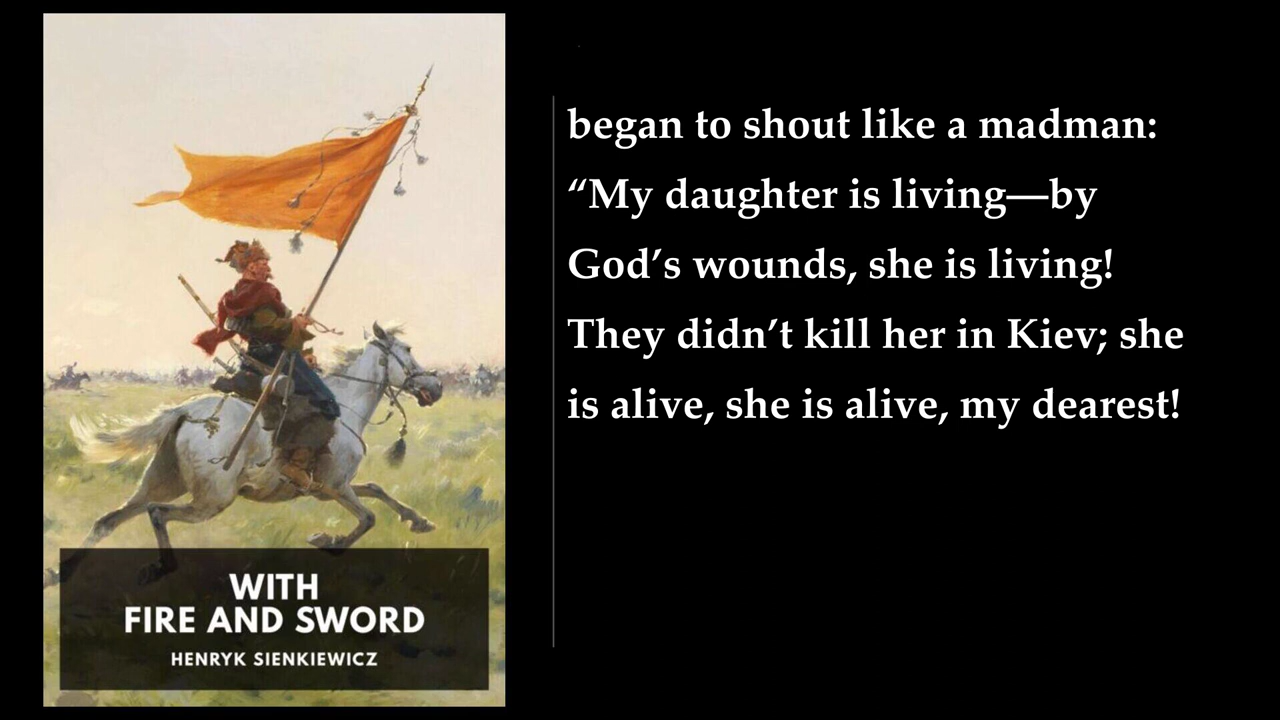 WITH
FIRE AND SWORD
HENRYK SIENKIEWICZ
began to shout like a madman:
“My daughter is living—by
God’s wounds, she is living!
They didn’t kill her in Kiev; she
is alive, she is alive, my dearest!